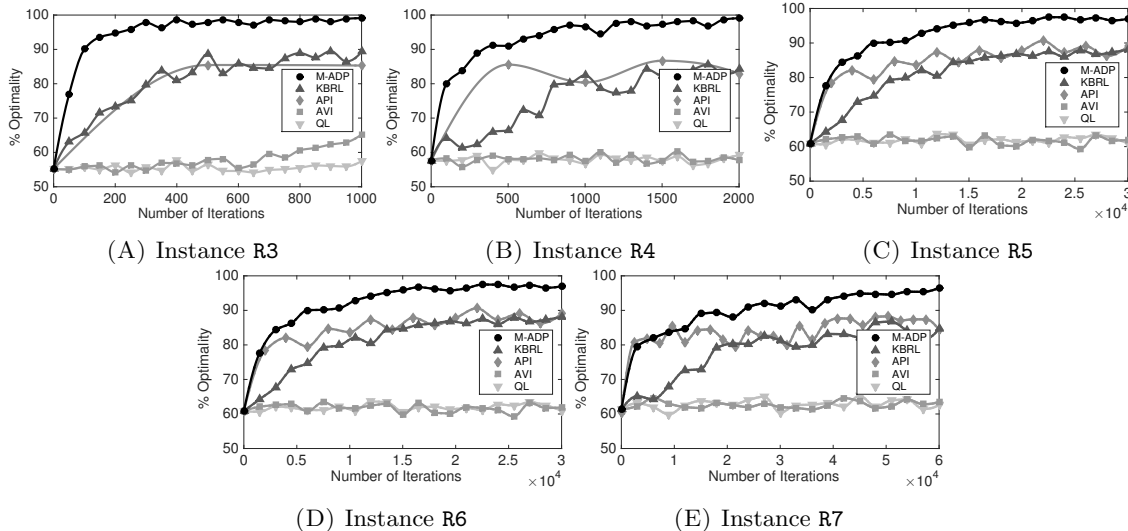 100
90
80
70
60
50
% Optimality
0 200 400 600 800 1000
Number of Iterations
M-ADP
KBRL
API
AVI
QL
(A) Instance R3
100
90
80
70
60
50
% Optimality
0 500 1000 1500 2000
Number of Iterations
M-ADP
KBRL
API
AVI
QL
(B) Instance R4
100
90
80
70
60
50
% Optimality
0 0.5 1 1.5 2 2.5 3
Number of Iterations
×10⁴
M-ADP
KBRL
API
AVI
QL
(C) Instance R5
100
90
80
70
60
50
% Optimality
0 0.5 1 1.5 2 2.5 3
Number of Iterations
×10⁴
M-ADP
KBRL
API
AVI
QL
(D) Instance R6
100
90
80
70
60
50
% Optimality
0 1 2 3 4 5 6
Number of Iterations
×10⁴
M-ADP
KBRL
API
AVI
QL
(E) Instance R7